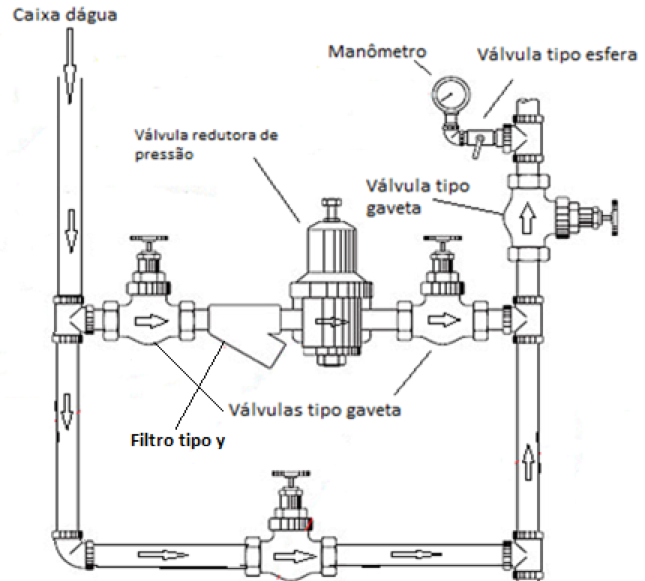 Caixa dágua
Manômetro
Válvula tipo esfera
Válvula redutora de
pressão
Válvula tipo
gaveta
Válvulas tipo gaveta
Filtro tipo y